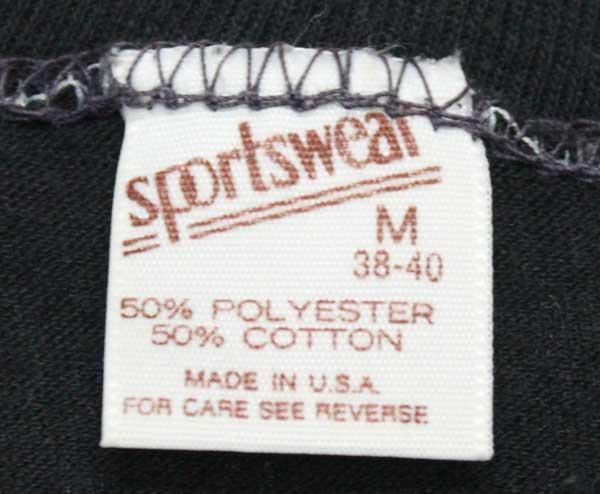 sportswear
M
38-40
50% POLYESTER
50% COTTON
MADE IN U.S.A.
FOR CARE SEE REVERSE